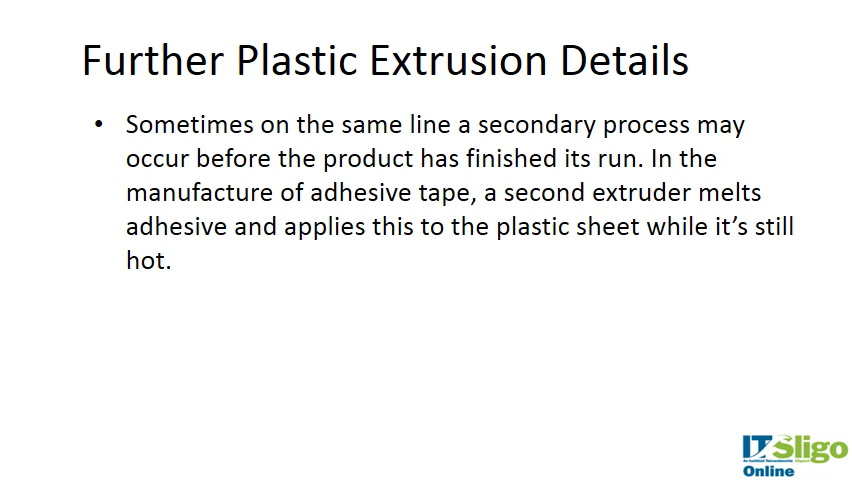 Further Plastic Extrusion Details
• Sometimes on the same line a secondary process may
occur before the product has finished its run. In the
manufacture of adhesive tape, a second extruder melts
adhesive and applies this to the plastic sheet while it’s still
hot.
IT Sligo
Online